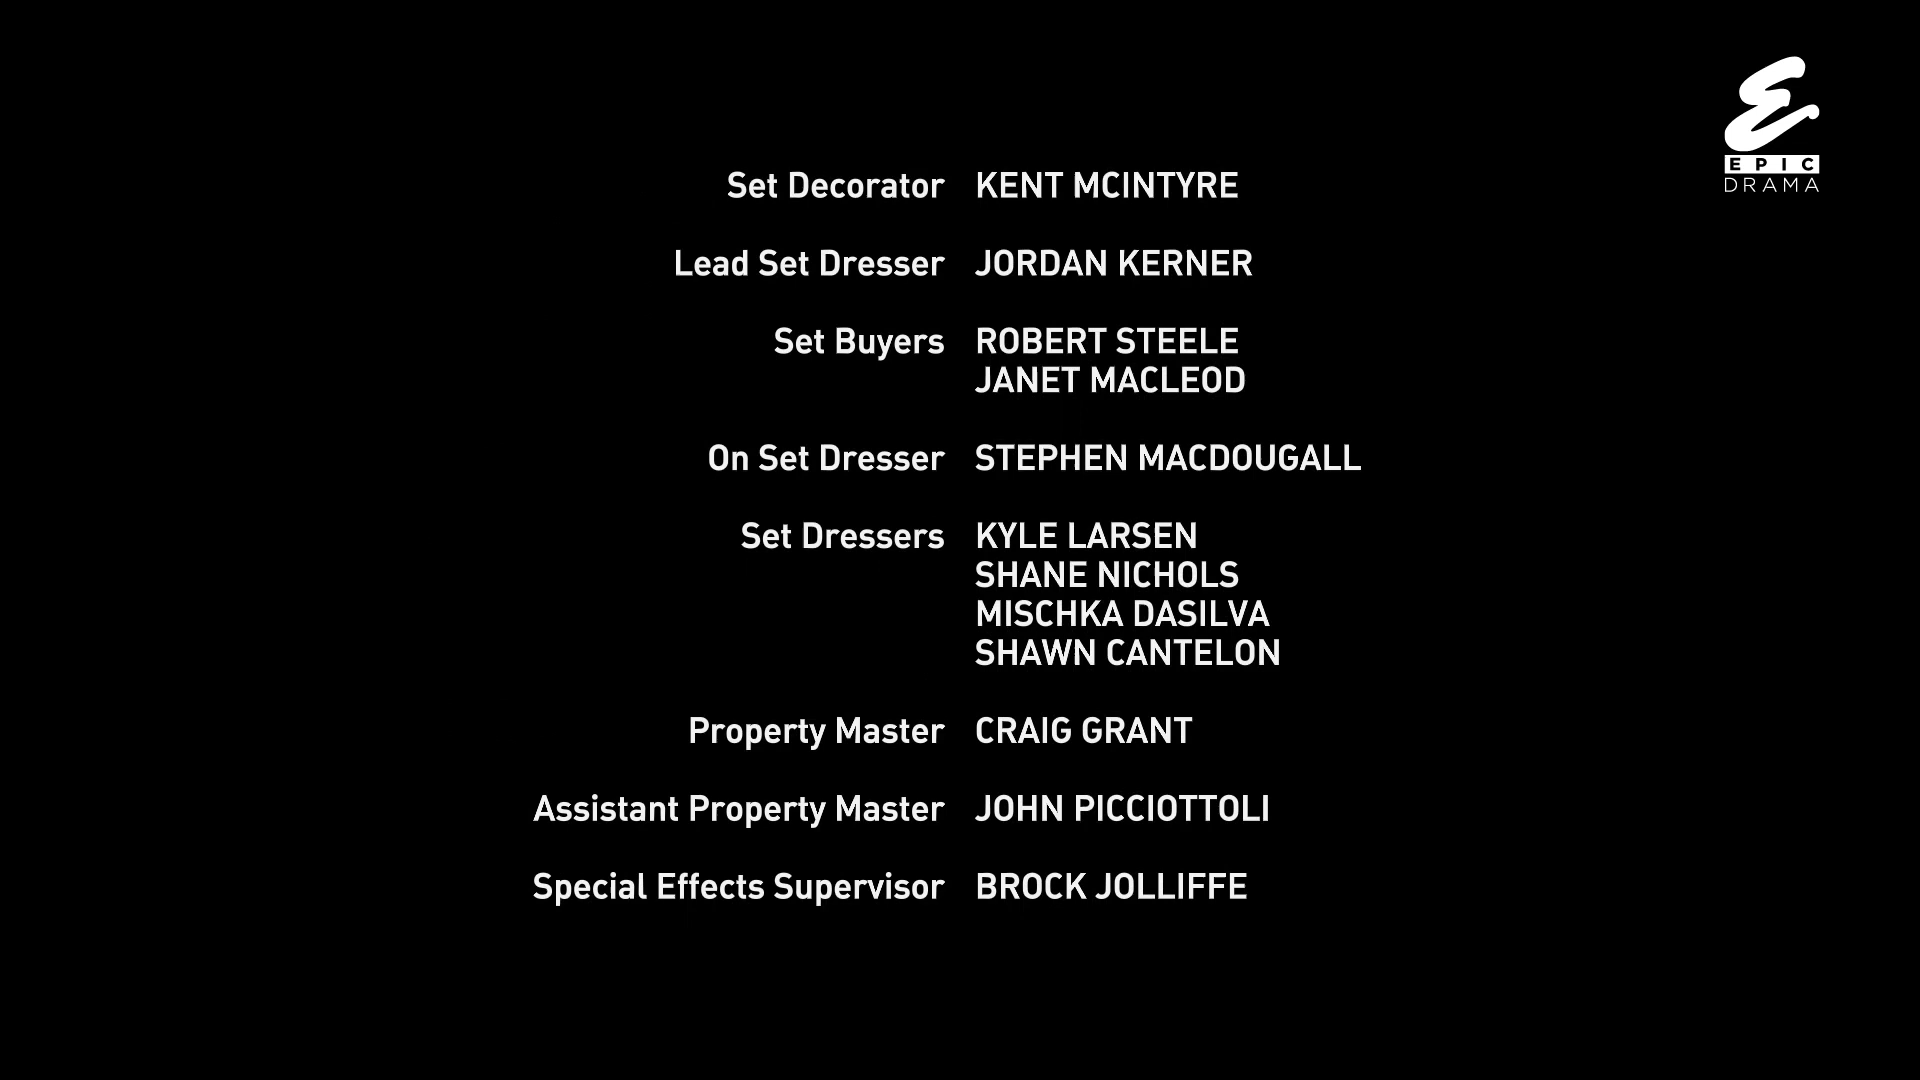 EPIC
DRAMA
Set Decorator KENT MCINTYRE
Lead Set Dresser JORDAN KERNER
Set Buyers ROBERT STEELE
JANET MACLEOD
On Set Dresser STEPHEN MACDOUGALL
Set Dressers KYLE LARSEN
SHANE NICHOLS
MISCHKA DASILVA
SHAWN CANTELON
Property Master CRAIG GRANT
Assistant Property Master JOHN PICCIOTTOLI
Special Effects Supervisor BROCK JOLLIFFE